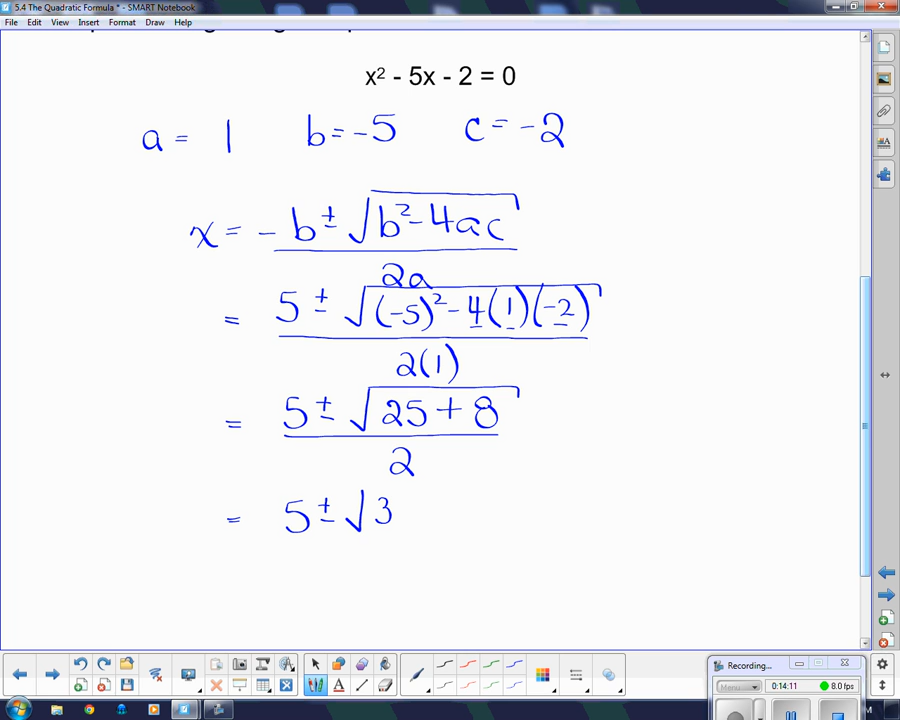 5.4 The Quadratic Formula * - SMART Notebook
File Edit View Insert Format Draw Help
x² - 5x - 2 = 0
a = 1 b = -5 c = -2
x = -b ± √(b² - 4ac)
2a
= 5 ± √((-5)² - 4(1)(-2))
2(1)
= 5 ± √(25 + 8)
2
= 5 ± √3
Recording...
Menu 0:14:11 8.0 fps